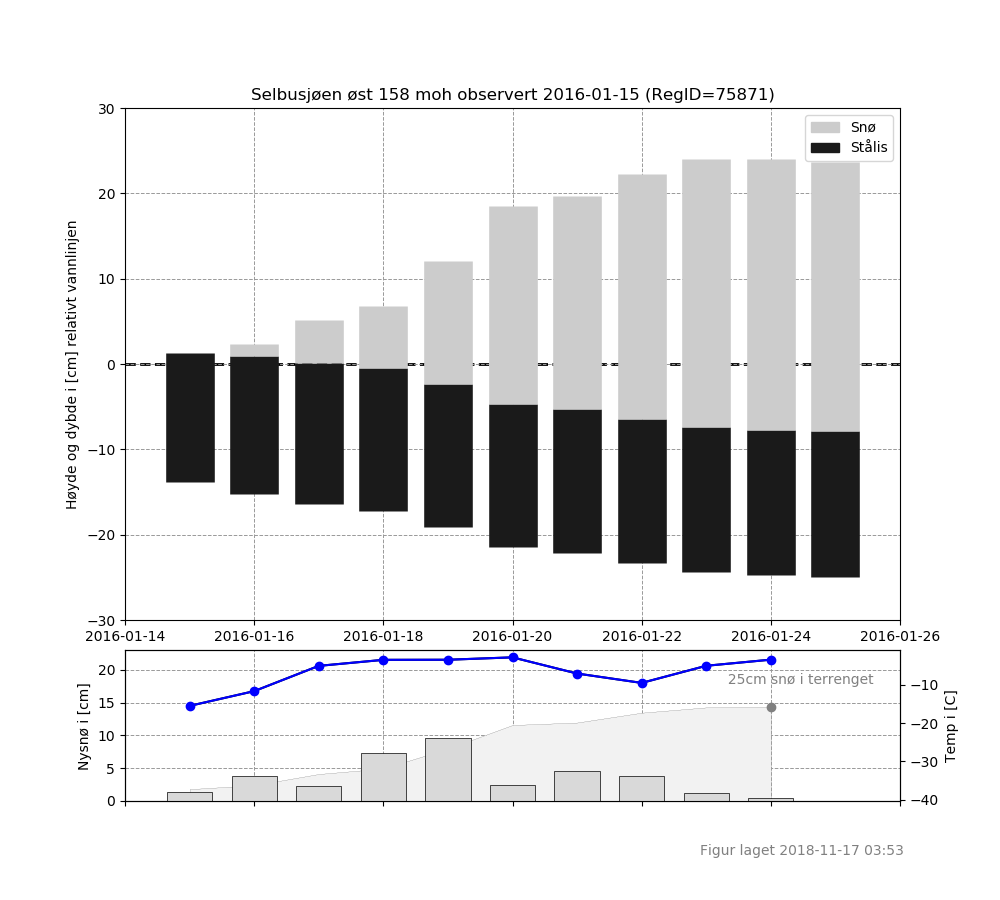 Selbusjøen øst 158 moh observert 2016-01-15 (RegID=75871)
Snø
Stålis
Høyde og dybde i [cm] relativt vannlinjen
30
20
10
0
−10
−20
−30
2016-01-14 2016-01-16 2016-01-18 2016-01-20 2016-01-22 2016-01-24 2016-01-26
Nysnø i [cm]
20
15
10
5
0
25cm snø i terrenget
−10
−20
−30
−40
Temp i [C]
Figur laget 2018-11-17 03:53